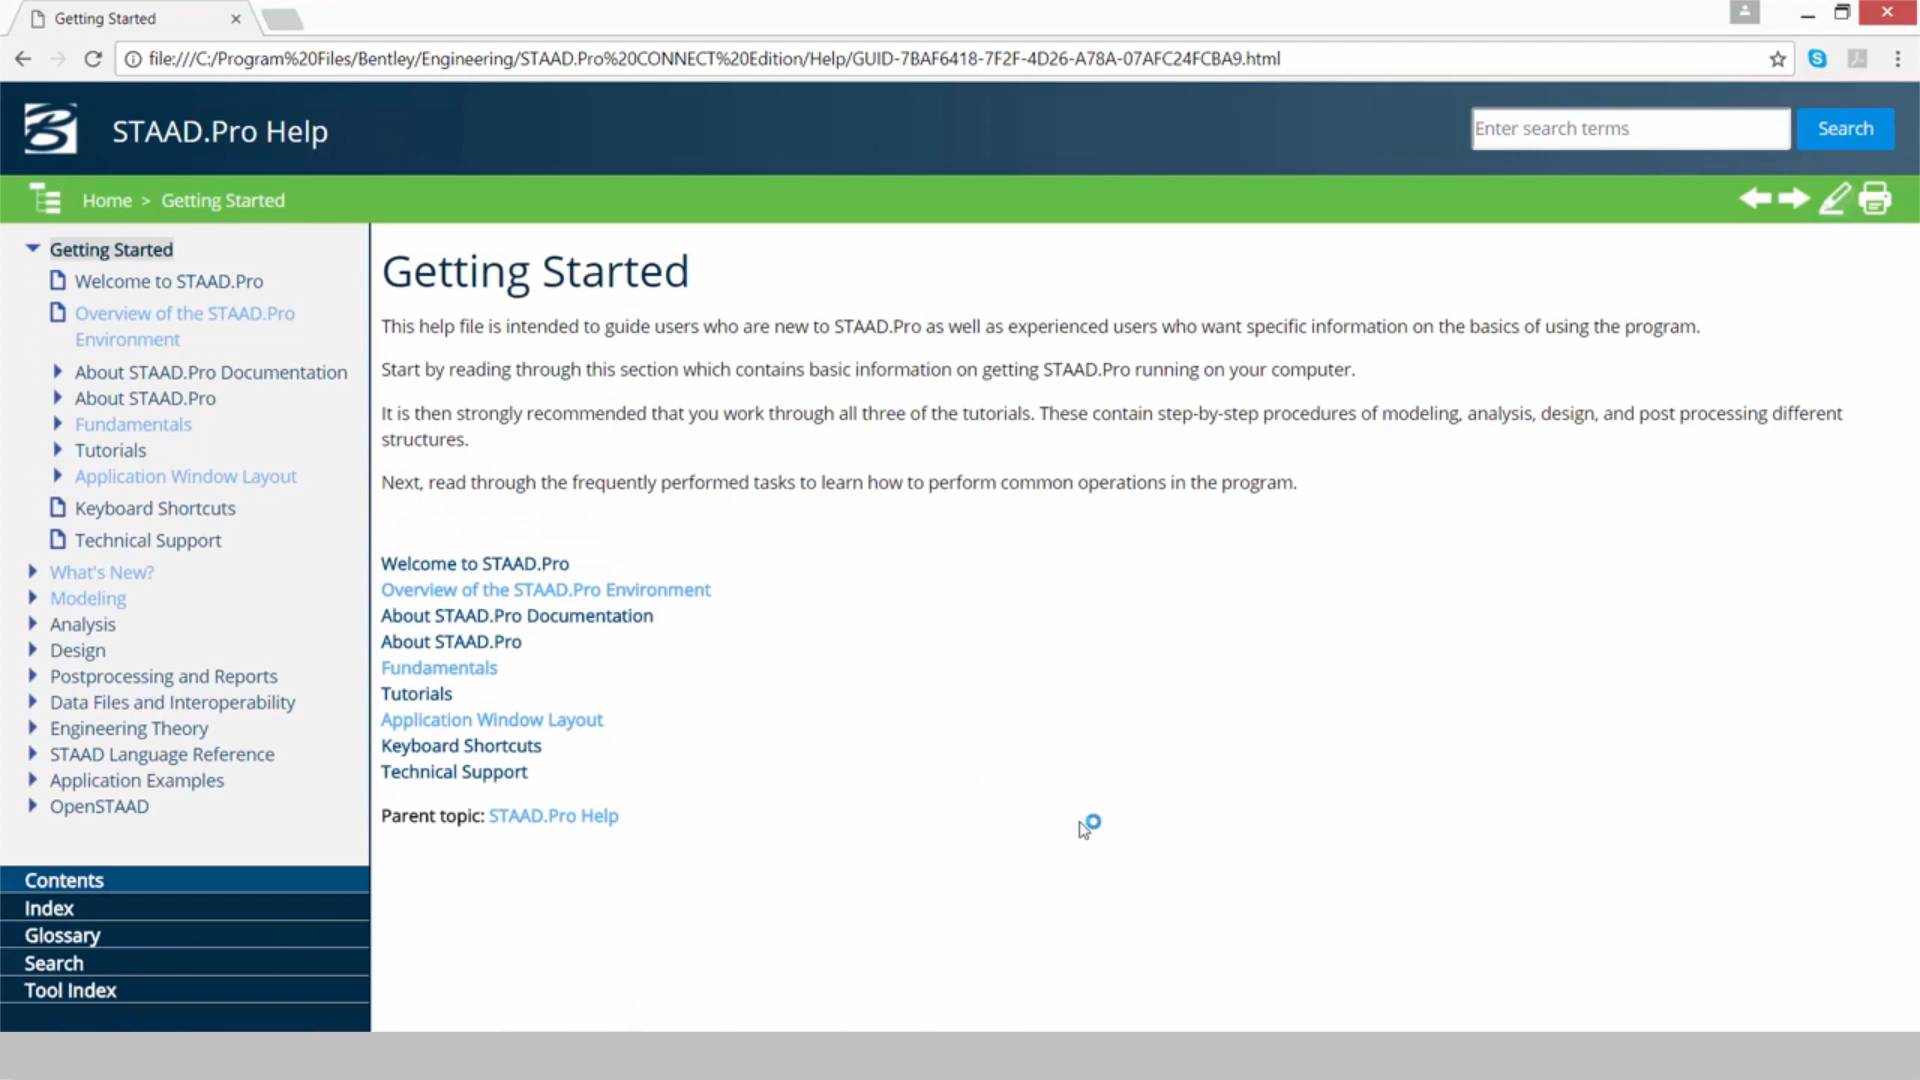 Getting Started
file:///C:/Program%20Files/Bentley/Engineering/STAAD.Pro%20CONNECT%20Edition/Help/GUID-7BAF6418-7F2F-4D26-A78A-07AFC24FCBA9.html
STAAD.Pro Help
Enter search terms
Search
Home > Getting Started
Getting Started
Welcome to STAAD.Pro
Overview of the STAAD.Pro
Environment
About STAAD.Pro Documentation
About STAAD.Pro
Fundamentals
Tutorials
Application Window Layout
Keyboard Shortcuts
Technical Support
What's New?
Modeling
Analysis
Design
Postprocessing and Reports
Data Files and Interoperability
Engineering Theory
STAAD Language Reference
Application Examples
OpenSTAAD
Contents
Index
Glossary
Search
Tool Index
Getting Started
This help file is intended to guide users who are new to STAAD.Pro as well as experienced users who want specific information on the basics of using the program.
Start by reading through this section which contains basic information on getting STAAD.Pro running on your computer.
It is then strongly recommended that you work through all three of the tutorials. These contain step-by-step procedures of modeling, analysis, design, and post processing different
structures.
Next, read through the frequently performed tasks to learn how to perform common operations in the program.
Welcome to STAAD.Pro
Overview of the STAAD.Pro Environment
About STAAD.Pro Documentation
About STAAD.Pro
Fundamentals
Tutorials
Application Window Layout
Keyboard Shortcuts
Technical Support
Parent topic: STAAD.Pro Help